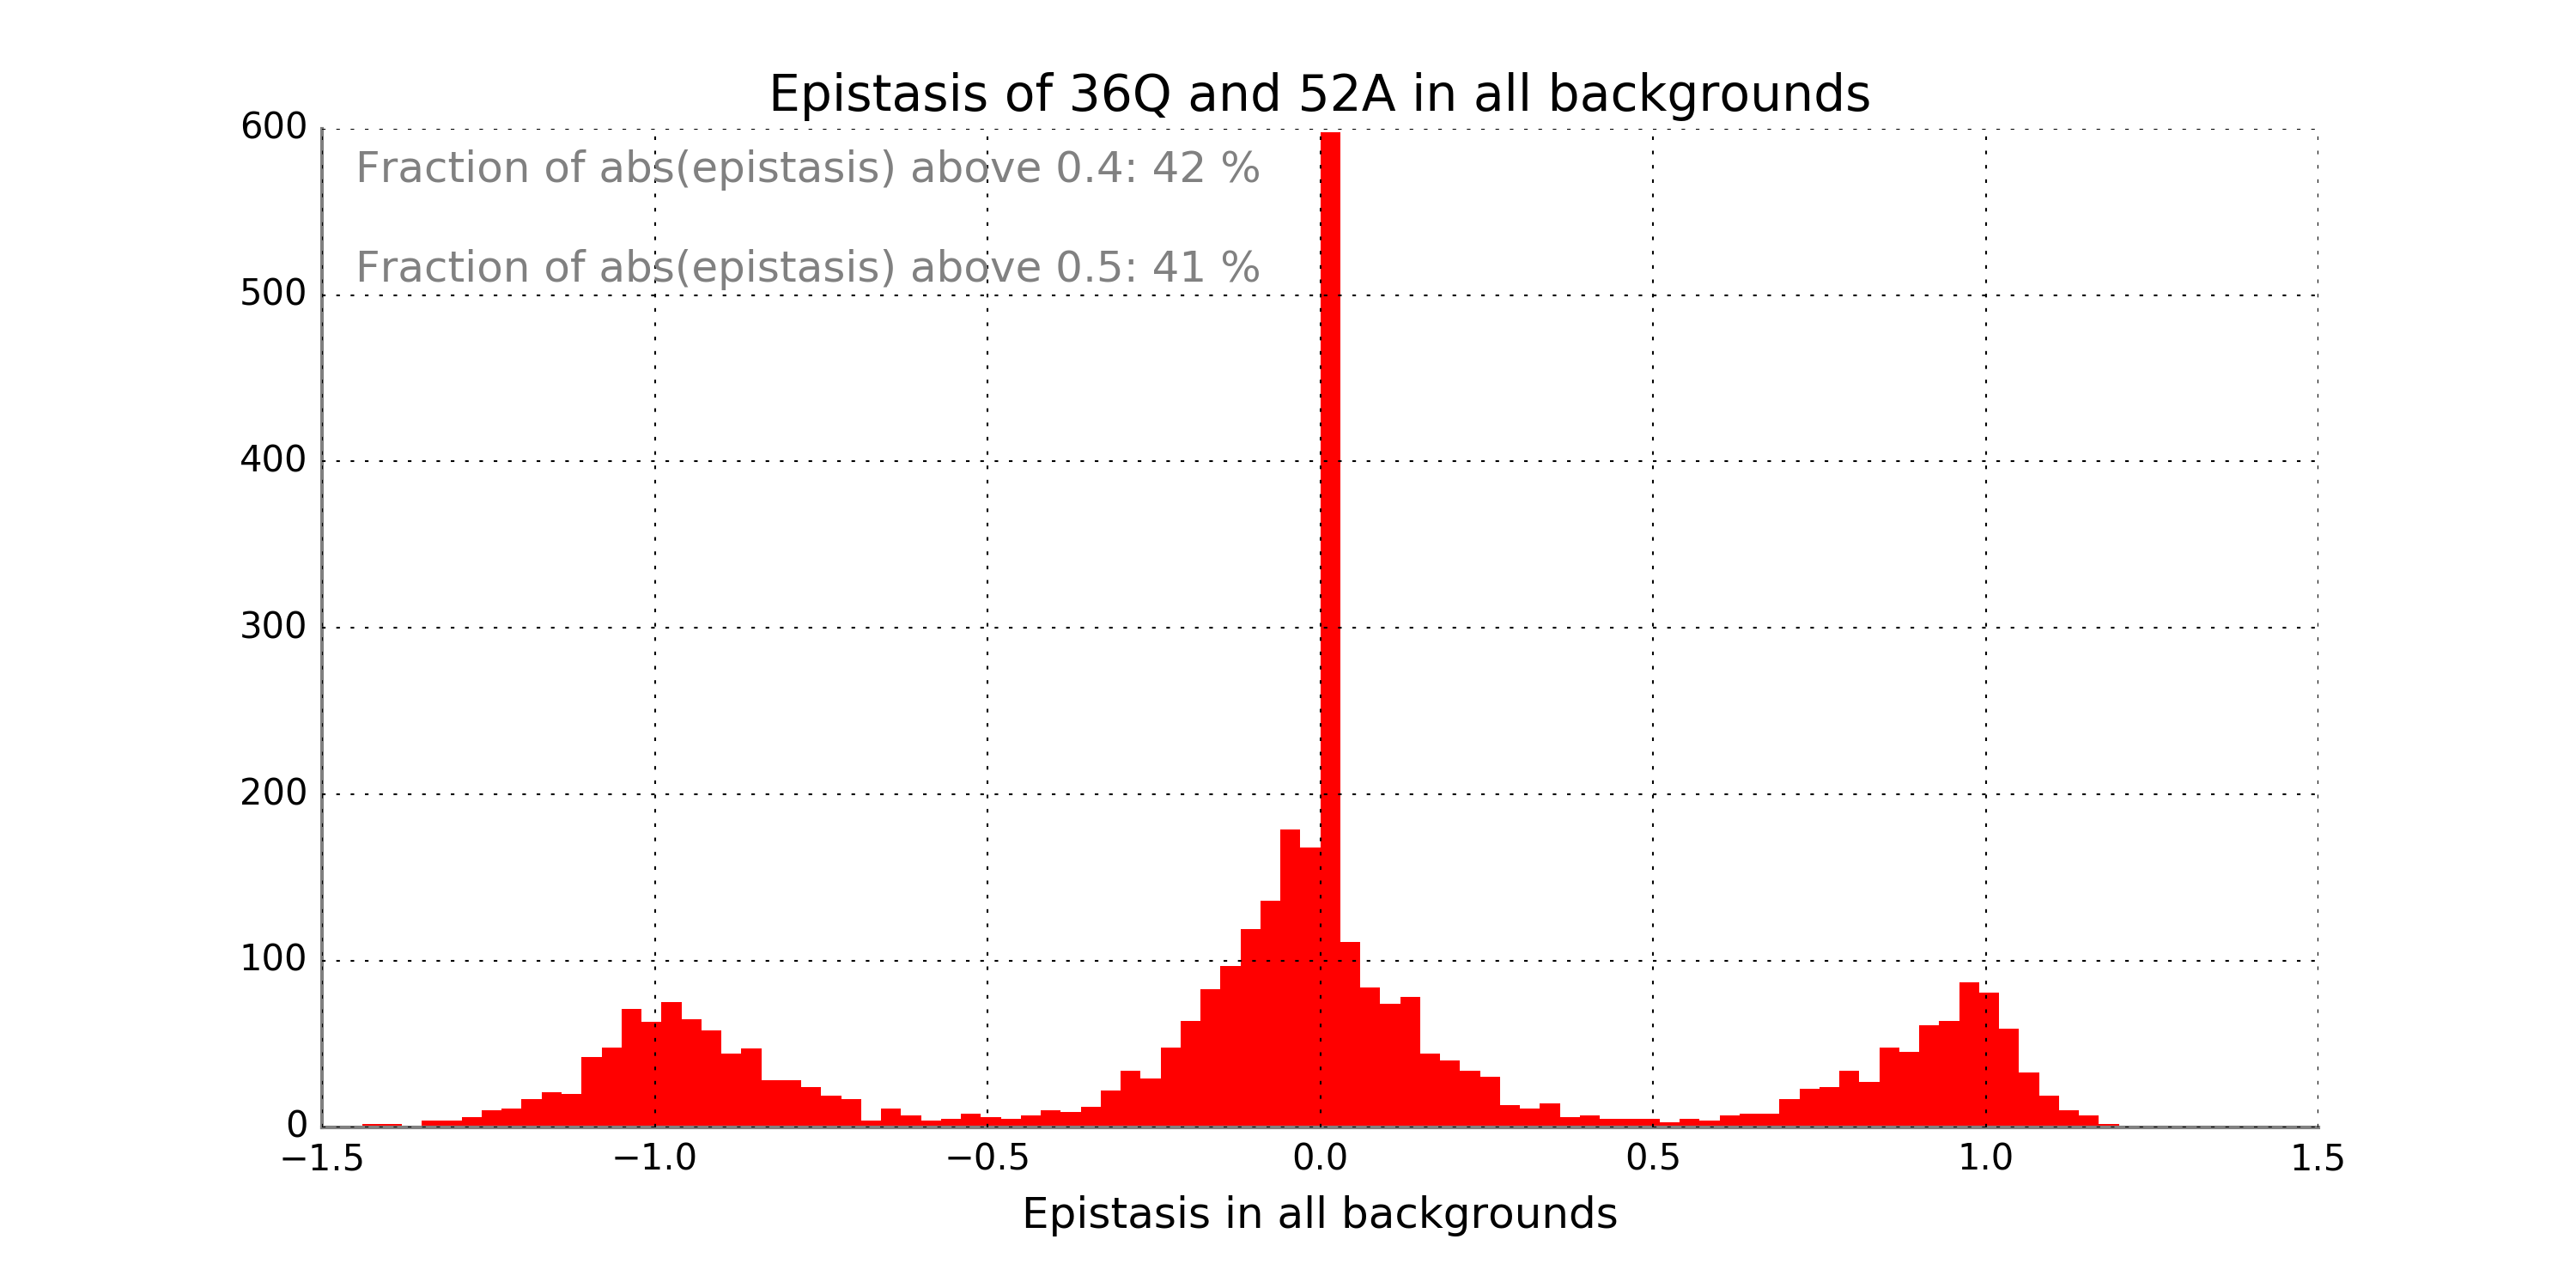 Epistasis of 36Q and 52A in all backgrounds
600
Fraction of abs(epistasis) above 0.4: 42 %
Fraction of abs(epistasis) above 0.5: 41 %
500
400
300
200
100
0
−1.5 −1.0 −0.5 0.0 0.5 1.0 1.5
Epistasis in all backgrounds